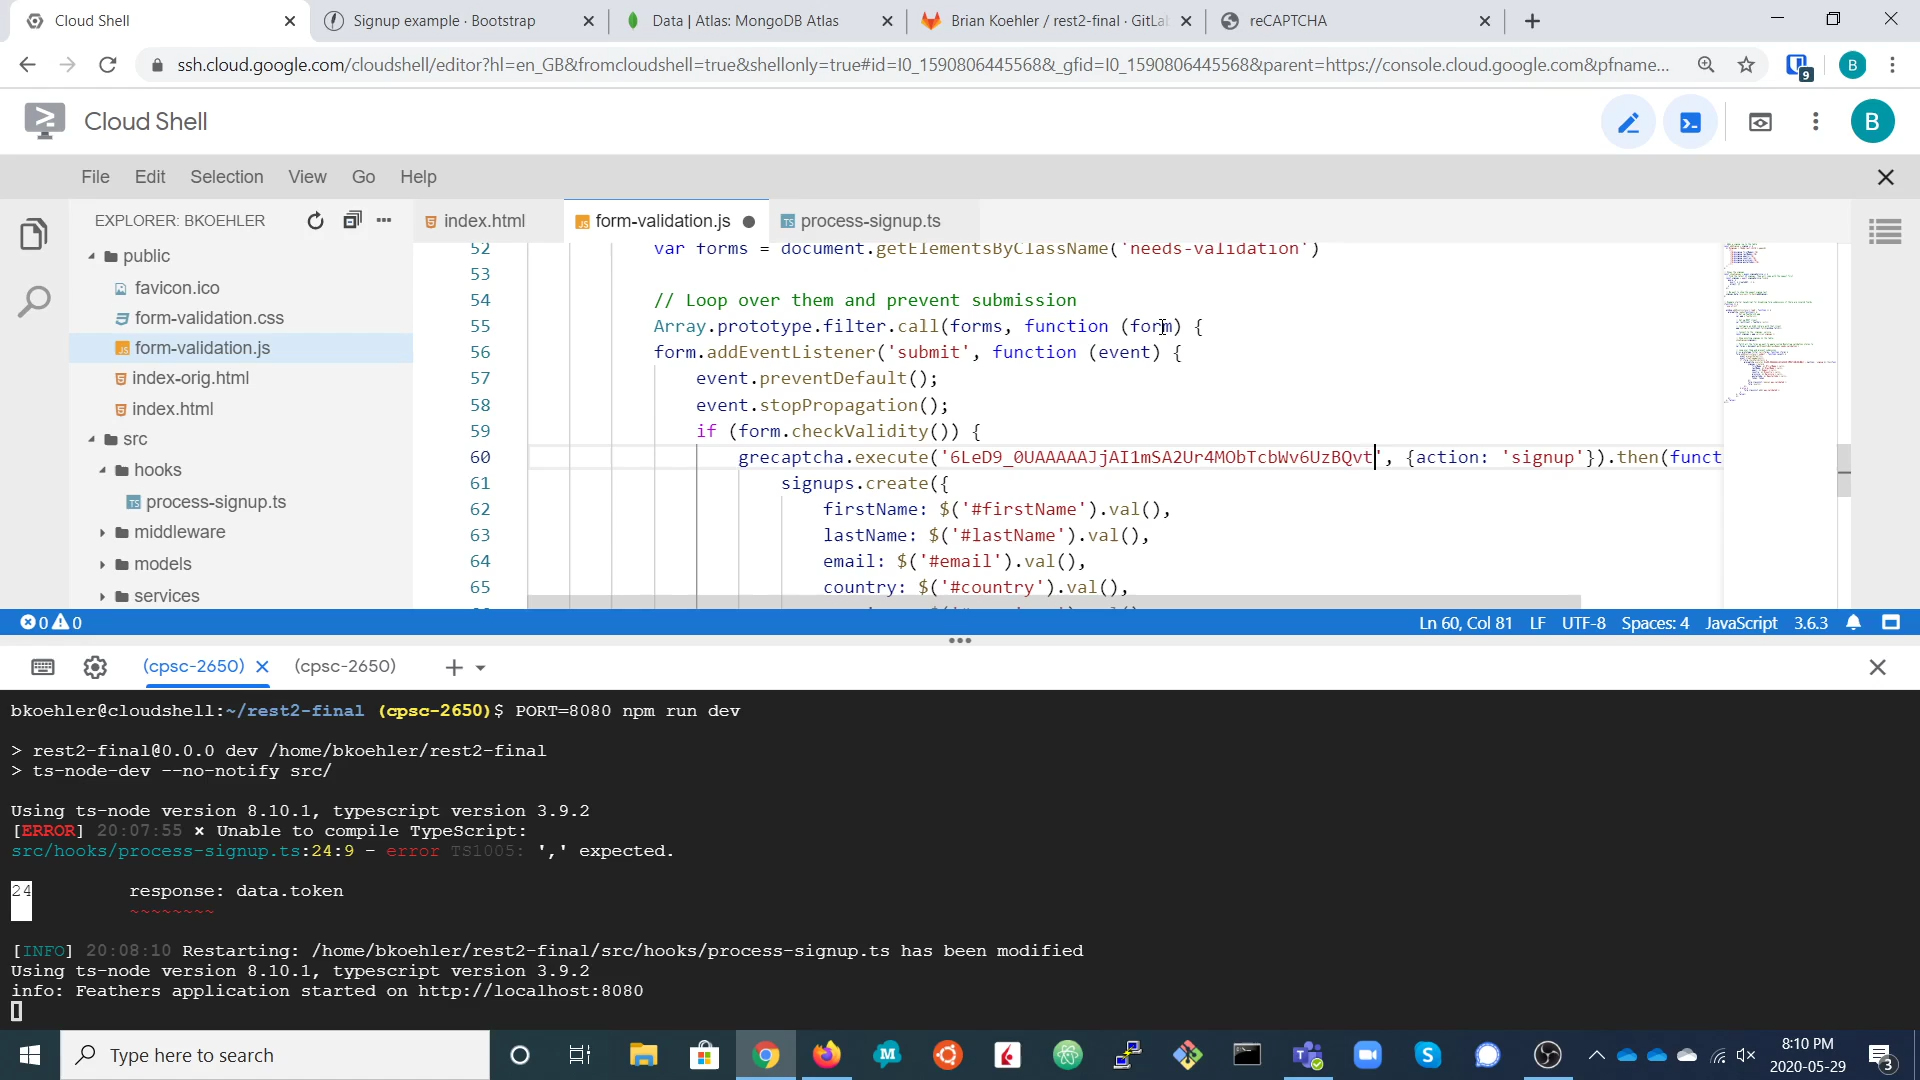 Cloud Shell
Signup example · Bootstrap
Data | Atlas: MongoDB Atlas
Brian Koehler / rest2-final · GitLab
reCAPTCHA
ssh.cloud.google.com/cloudshell/editor?hl=en_GB&fromcloudshell=true&shellonly=true#id=I0_1590806445568&_gfid=I0_1590806445568&parent=https://console.cloud.google.com&pfname...
9
B
Cloud Shell
B
File Edit Selection View Go Help
EXPLORER: BKOEHLER
index.html
form-validation.js
process-signup.ts
public
favicon.ico
form-validation.css
form-validation.js
index-orig.html
index.html
src
hooks
process-signup.ts
middleware
models
services
52 var forms = document.getElementsByClassName('needs-validation')
53
54 // Loop over them and prevent submission
55 Array.prototype.filter.call(forms, function (form) {
56 form.addEventListener('submit', function (event) {
57 event.preventDefault();
58 event.stopPropagation();
59 if (form.checkValidity()) {
60 grecaptcha.execute('6LeD9_0UAAAAAJjAI1mSA2Ur4MObTcbWv6UzBQvt', {action: 'signup'}).then(funct
61 signups.create({
62 firstName: $('#firstName').val(),
63 lastName: $('#lastName').val(),
64 email: $('#email').val(),
65 country: $('#country').val(),
0 0
Ln 60, Col 81 LF UTF-8 Spaces: 4 JavaScript 3.6.3
(cpsc-2650) (cpsc-2650)
bkoehler@cloudshell:~/rest2-final (cpsc-2650)$ PORT=8080 npm run dev
> rest2-final@0.0.0 dev /home/bkoehler/rest2-final
> ts-node-dev --no-notify src/
Using ts-node version 8.10.1, typescript version 3.9.2
[ERROR] 20:07:55 × Unable to compile TypeScript:
src/hooks/process-signup.ts:24:9 - error TS1005: ',' expected.
24 response: data.token
~~~~~~~~
[INFO] 20:08:10 Restarting: /home/bkoehler/rest2-final/src/hooks/process-signup.ts has been modified
Using ts-node version 8.10.1, typescript version 3.9.2
info: Feathers application started on http://localhost:8080
Type here to search
8:10 PM
2020-05-29
3